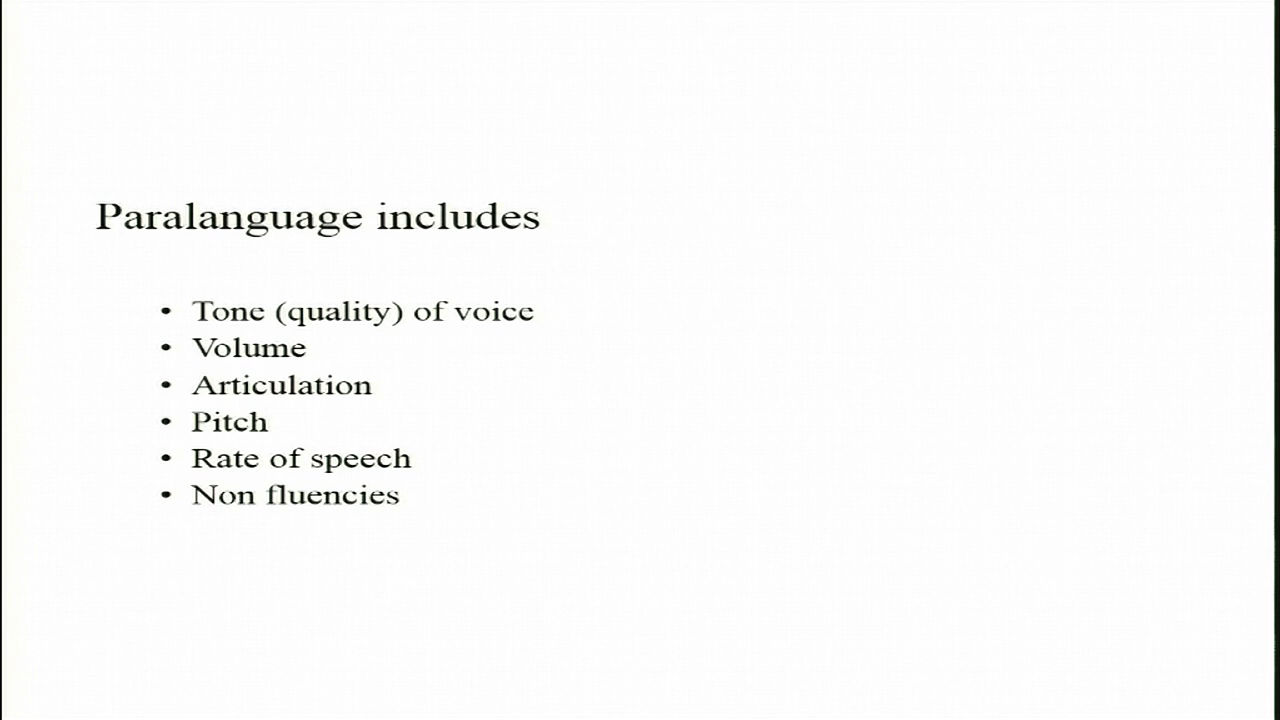 Paralanguage includes
• Tone (quality) of voice
• Volume
• Articulation
• Pitch
• Rate of speech
• Non fluencies